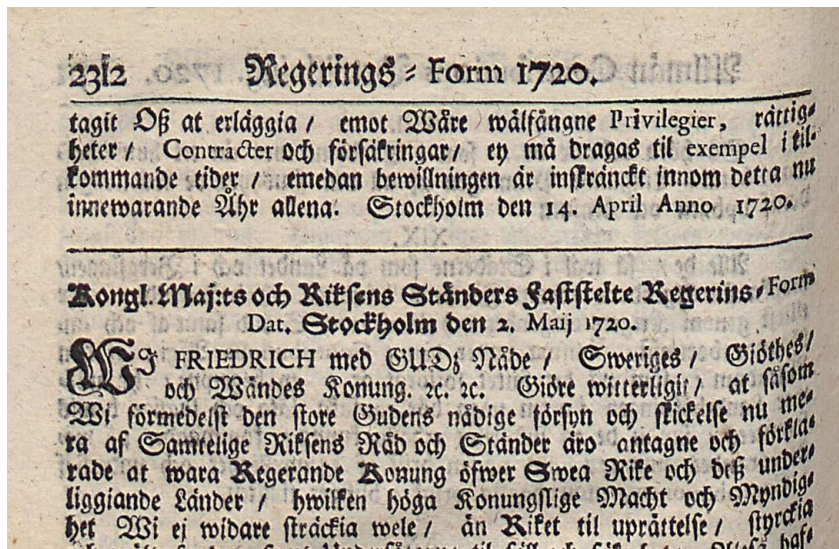 2312 Regerings = Form 1720.
tagit Oß at erläggia / emot Wåre wälfångne Privilegier, rättig=
heter / Contracter och försäkringar / ey må dragas til exempel i til=
kommande tider / emedan bewillningen är inskränckt innom detta nu
innewarande Åhr allena. Stockholm den 14. April Anno 1720.
Kongl. Maj:ts och Riksens Ständers Faststelte Regerins=Form
Dat. Stockholm den 2. Maij 1720.
WI FRIEDRICH med GUDz Nåde / Sweriges / Giöthes /
och Wändes Konung. ꝛc. ꝛc. Giöre witterligit / at såsom
Wi förmedelst den store Gudens nådige försyn och skickelse nu me=
ra af Samtelige Riksens Råd och Ständer äro antagne och förkla=
rade at wara Regerande Konung öfwer Swea Rike och deß under=
liggiande Länder / hwilken höga Konungslige Macht och Myndig=
het Wi ej widare sträckia wele / än Riket til uprättelse / styrckia